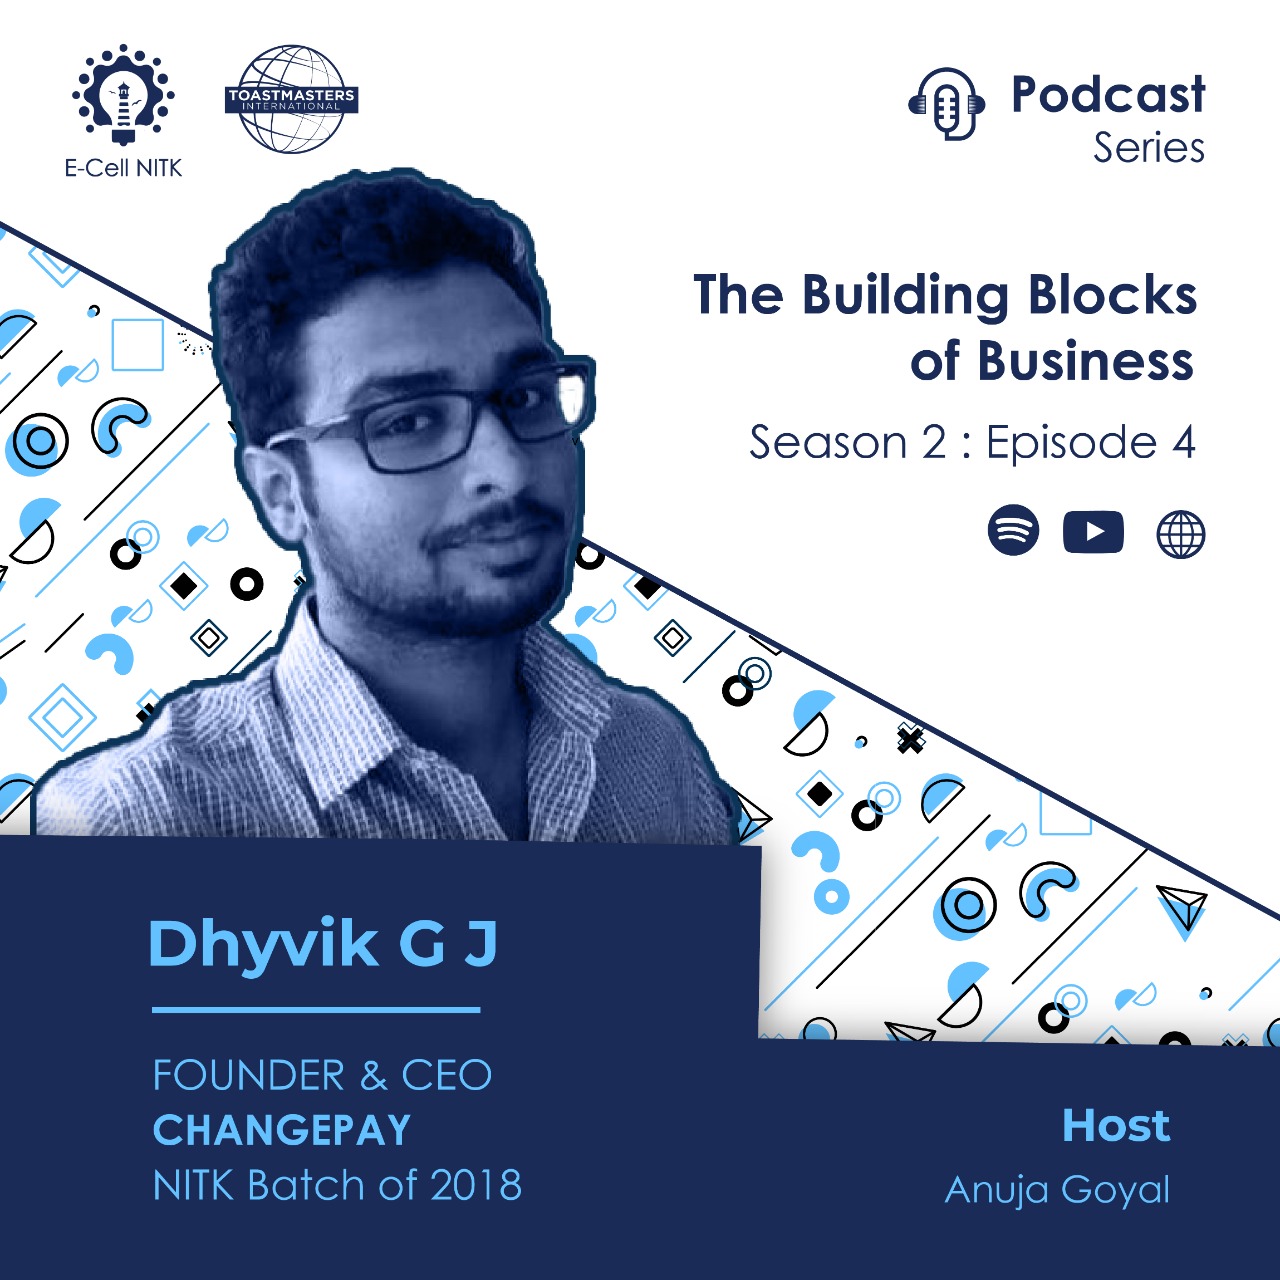 E-Cell NITK
TOASTMASTERS
INTERNATIONAL
Podcast
Series
The Building Blocks
of Business
Season 2 : Episode 4
Dhyvik G J
FOUNDER & CEO
CHANGEPAY
NITK Batch of 2018
Host
Anuja Goyal